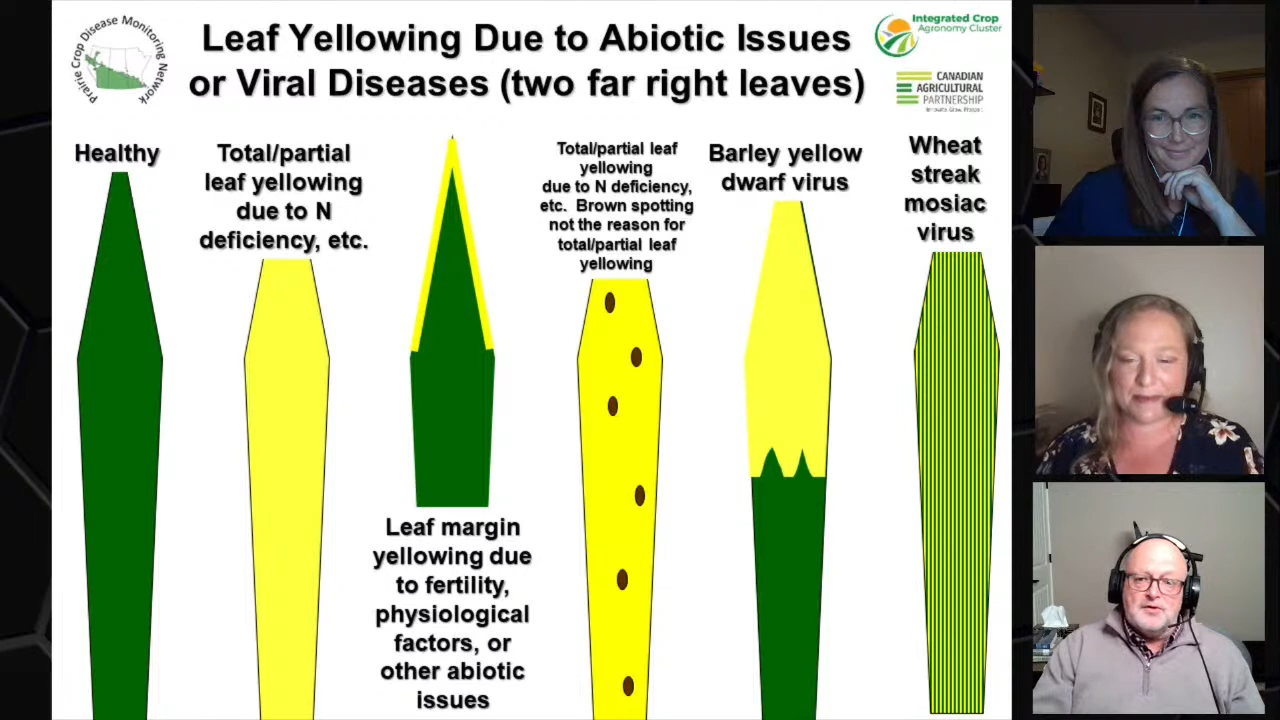 Prairie Crop Disease Monitoring Network
Leaf Yellowing Due to Abiotic Issues
or Viral Diseases (two far right leaves)
Integrated Crop
Agronomy Cluster
CANADIAN
AGRICULTURAL
PARTNERSHIP
Healthy
Total/partial
leaf yellowing
due to N
deficiency, etc.
Leaf margin
yellowing due
to fertility,
physiological
factors, or
other abiotic
issues
Total/partial leaf
yellowing
due to N deficiency,
etc. Brown spotting
not the reason for
total/partial leaf
yellowing
Barley yellow
dwarf virus
Wheat
streak
mosiac
virus